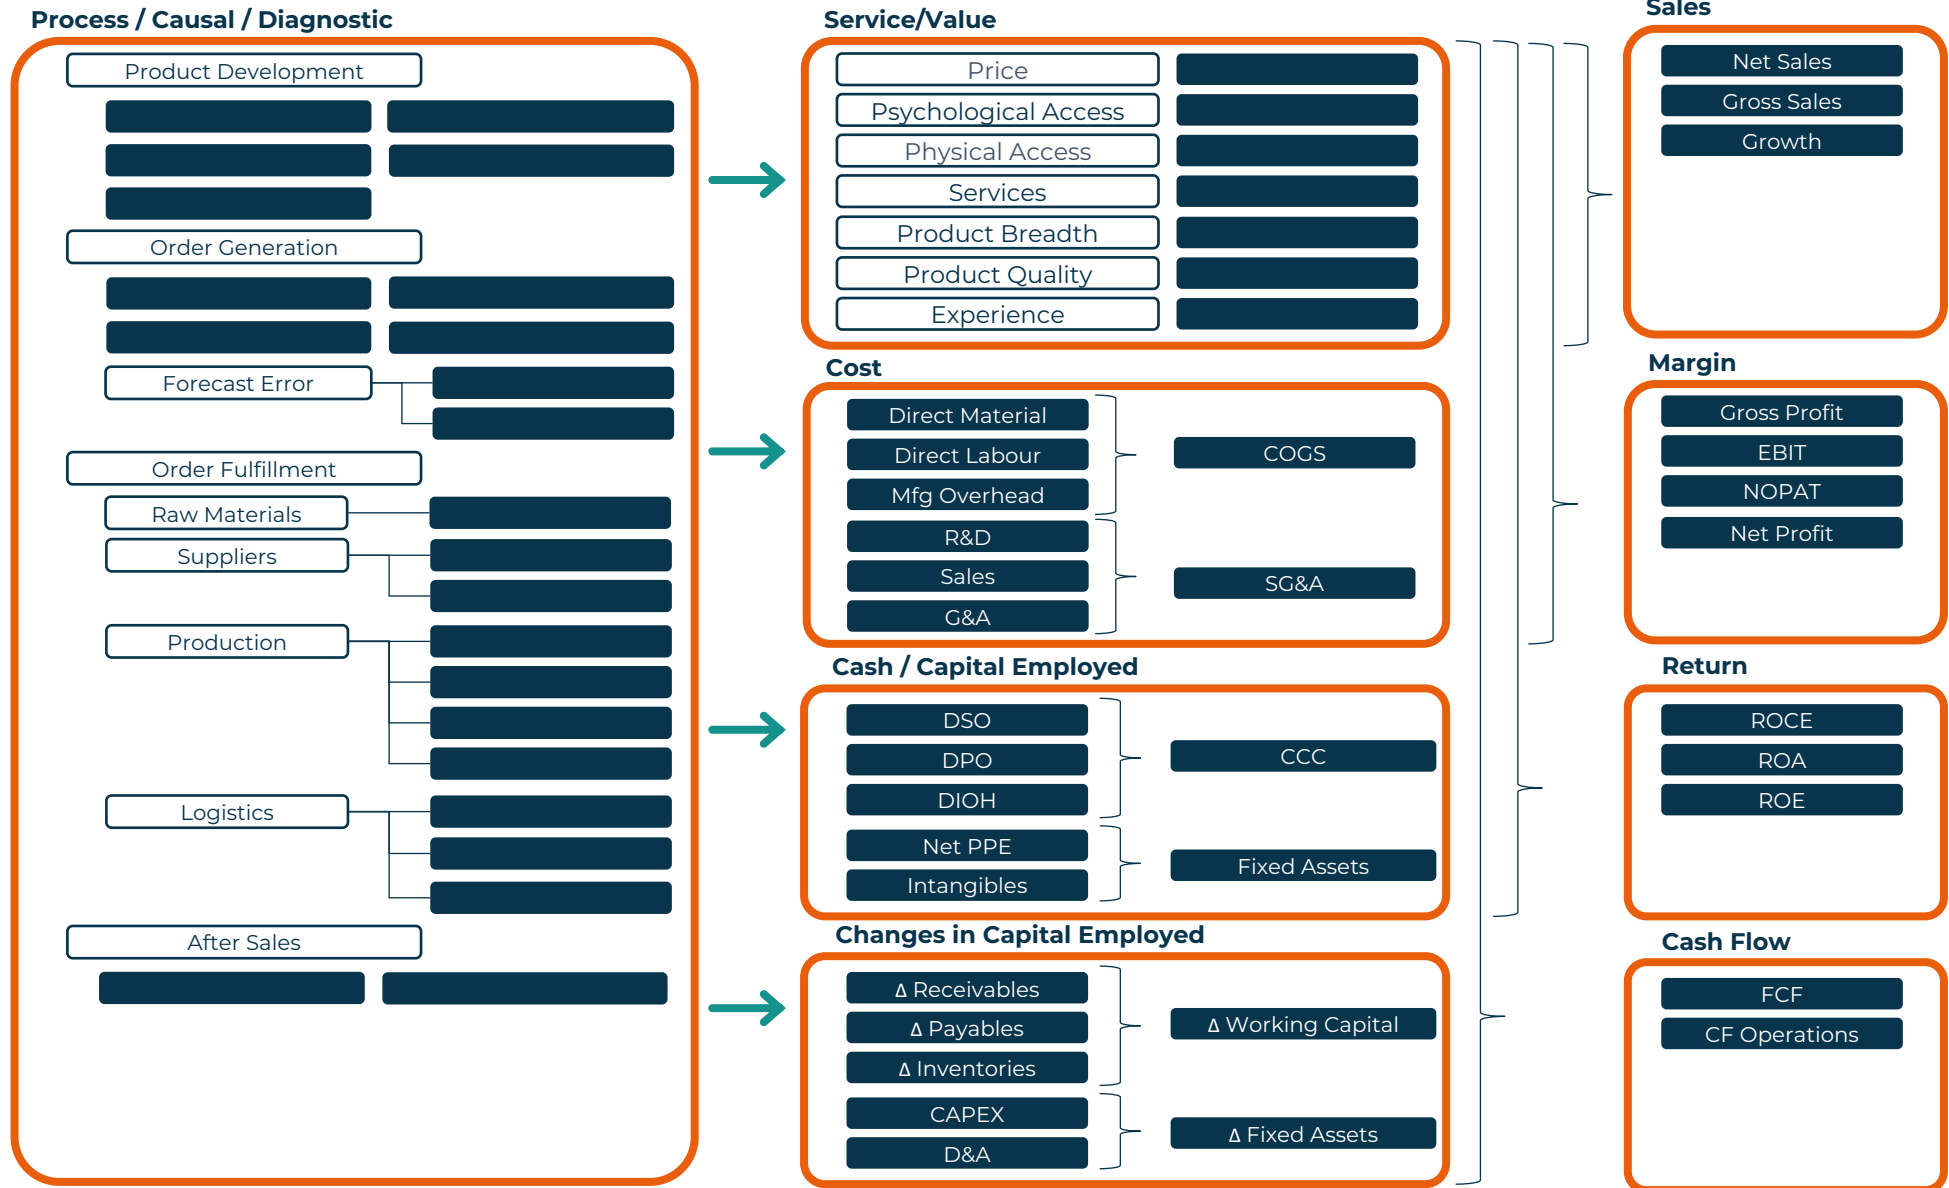 Process / Causal / Diagnostic
Product Development
Order Generation
Forecast Error
Order Fulfillment
Raw Materials
Suppliers
Production
Logistics
After Sales
Service/Value
Price
Psychological Access
Physical Access
Services
Product Breadth
Product Quality
Experience
Cost
Direct Material
Direct Labour
Mfg Overhead
COGS
R&D
Sales
G&A
SG&A
Cash / Capital Employed
DSO
DPO
DIOH
CCC
Net PPE
Intangibles
Fixed Assets
Changes in Capital Employed
Δ Receivables
Δ Payables
Δ Inventories
Δ Working Capital
CAPEX
D&A
Δ Fixed Assets
Sales
Net Sales
Gross Sales
Growth
Margin
Gross Profit
EBIT
NOPAT
Net Profit
Return
ROCE
ROA
ROE
Cash Flow
FCF
CF Operations